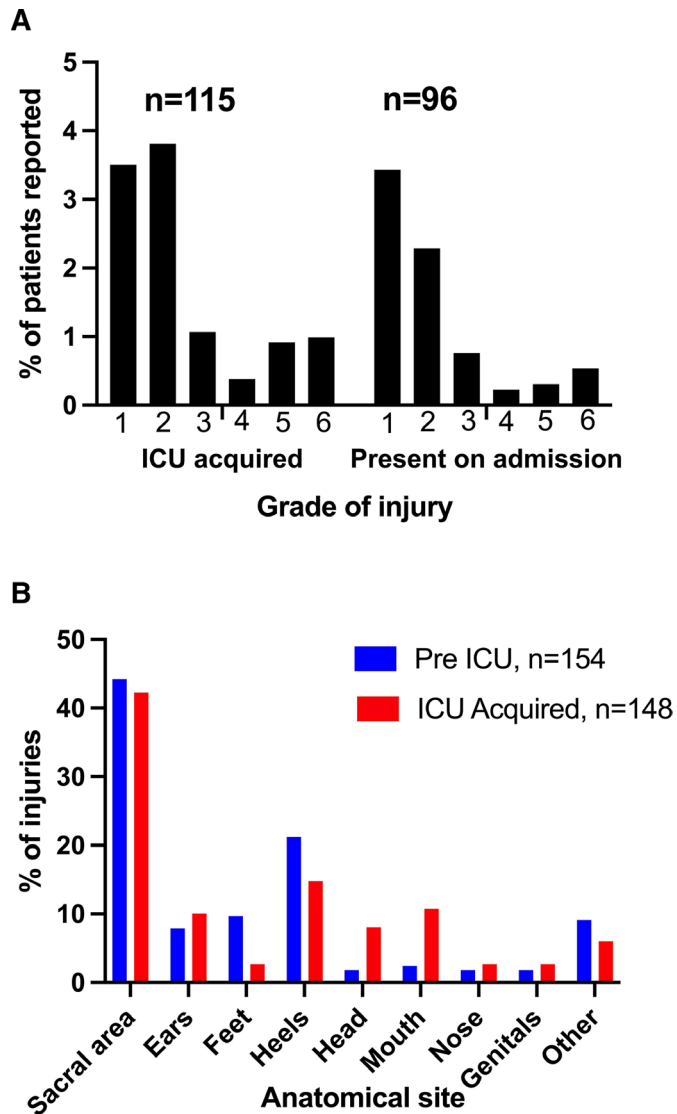 A
5
n=115 n=96
4
3
2
1
0
% of patients reported
1 2 3 4 5 6 1 2 3 4 5 6
ICU acquired Present on admission
Grade of injury
B
50
Pre ICU, n=154
40
ICU Acquired, n=148
30
20
10
0
% of injuries
Sacral area
Ears
Feet
Heels
Head
Mouth
Nose
Genitals
Other
Anatomical site